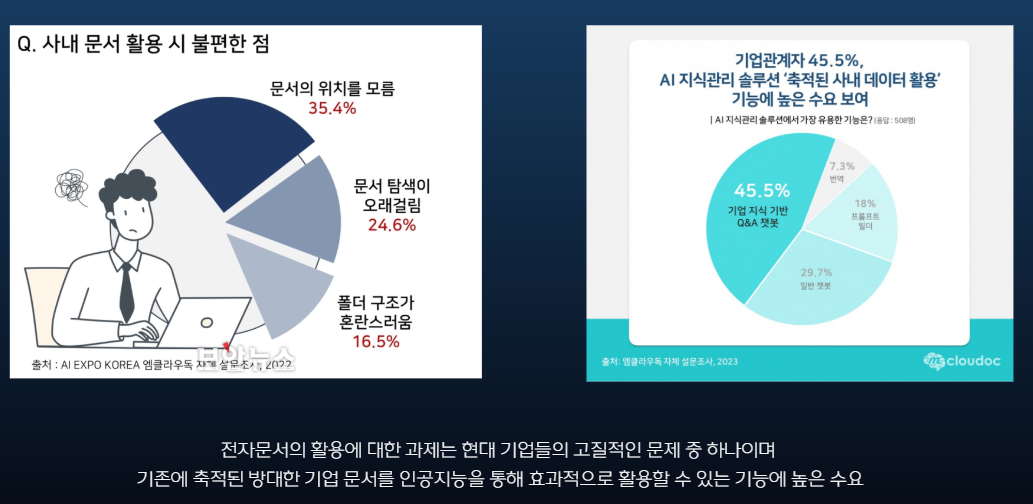 Q. 사내 문서 활용 시 불편한 점
문서의 위치를 모름
35.4%
문서 탐색이
오래걸림
24.6%
폴더 구조가
혼란스러움
16.5%
보안뉴스
출처 : AI EXPO KOREA 엠클라우독 자체 설문조사, 2022
기업관계자 45.5%,
AI 지식관리 솔루션 ‘축적된 사내 데이터 활용’
기능에 높은 수요 보여
| AI 지식관리 솔루션에서 가장 유용한 기능은? (응답 : 508명)
7.3%
번역
45.5%
기업 지식 기반
Q&A 챗봇
18%
프롬프트
빌더
29.7%
일반 챗봇
출처: 엠클라우독 자체 설문조사, 2023
cloudoc
전자문서의 활용에 대한 과제는 현대 기업들의 고질적인 문제 중 하나이며
기존에 축적된 방대한 기업 문서를 인공지능을 통해 효과적으로 활용할 수 있는 기능에 높은 수요